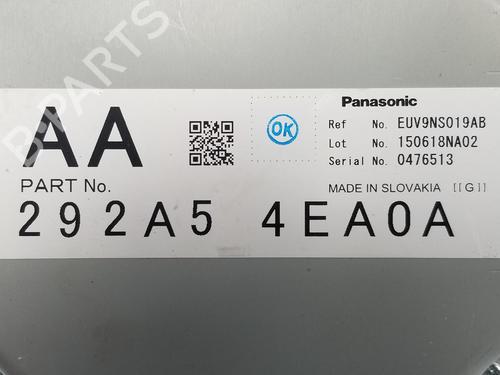 B-PARTS
AA
OK
Panasonic
Ref No. EUV9NS019AB
Lot No. 150618NA02
Serial No. 0476513
PART No.
MADE IN SLOVAKIA [[G]]
292A5 4EA0A